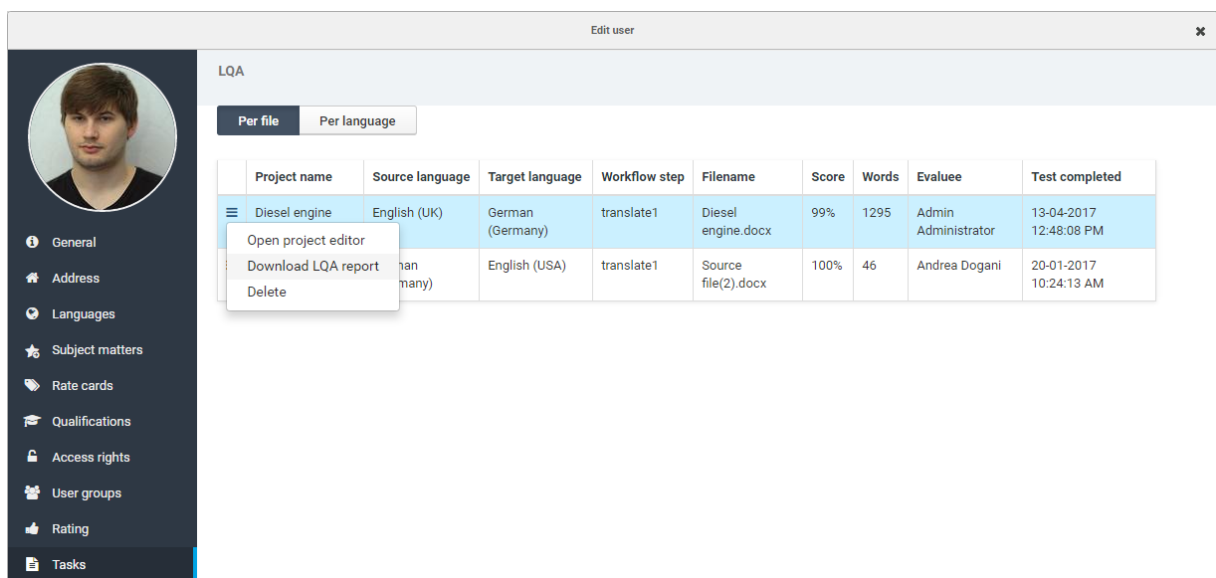 Edit user
LQA
Per file Per language
Project name Source language Target language Workflow step Filename Score Words Evaluee Test completed
Diesel engine English (UK) German translate1 Diesel 99% 1295 Admin 13-04-2017
(Germany) engine.docx Administrator 12:48:08 PM
Open project editor
Download LQA report
Delete
man English (USA) translate1 Source 100% 46 Andrea Dogani 20-01-2017
many) file(2).docx 10:24:13 AM
General
Address
Languages
Subject matters
Rate cards
Qualifications
Access rights
User groups
Rating
Tasks